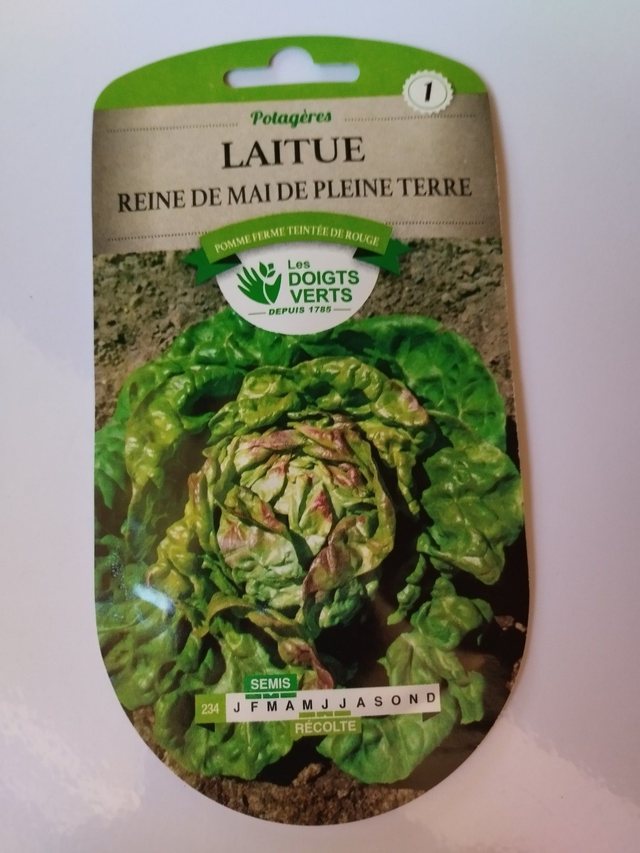 1
Potagères
LAITUE
REINE DE MAI DE PLEINE TERRE
POMME FERME TEINTÉE DE ROUGE
Les
DOIGTS
VERTS
DEPUIS 1785
SEMIS
234 J F M A M J J A S O N D
RÉCOLTE